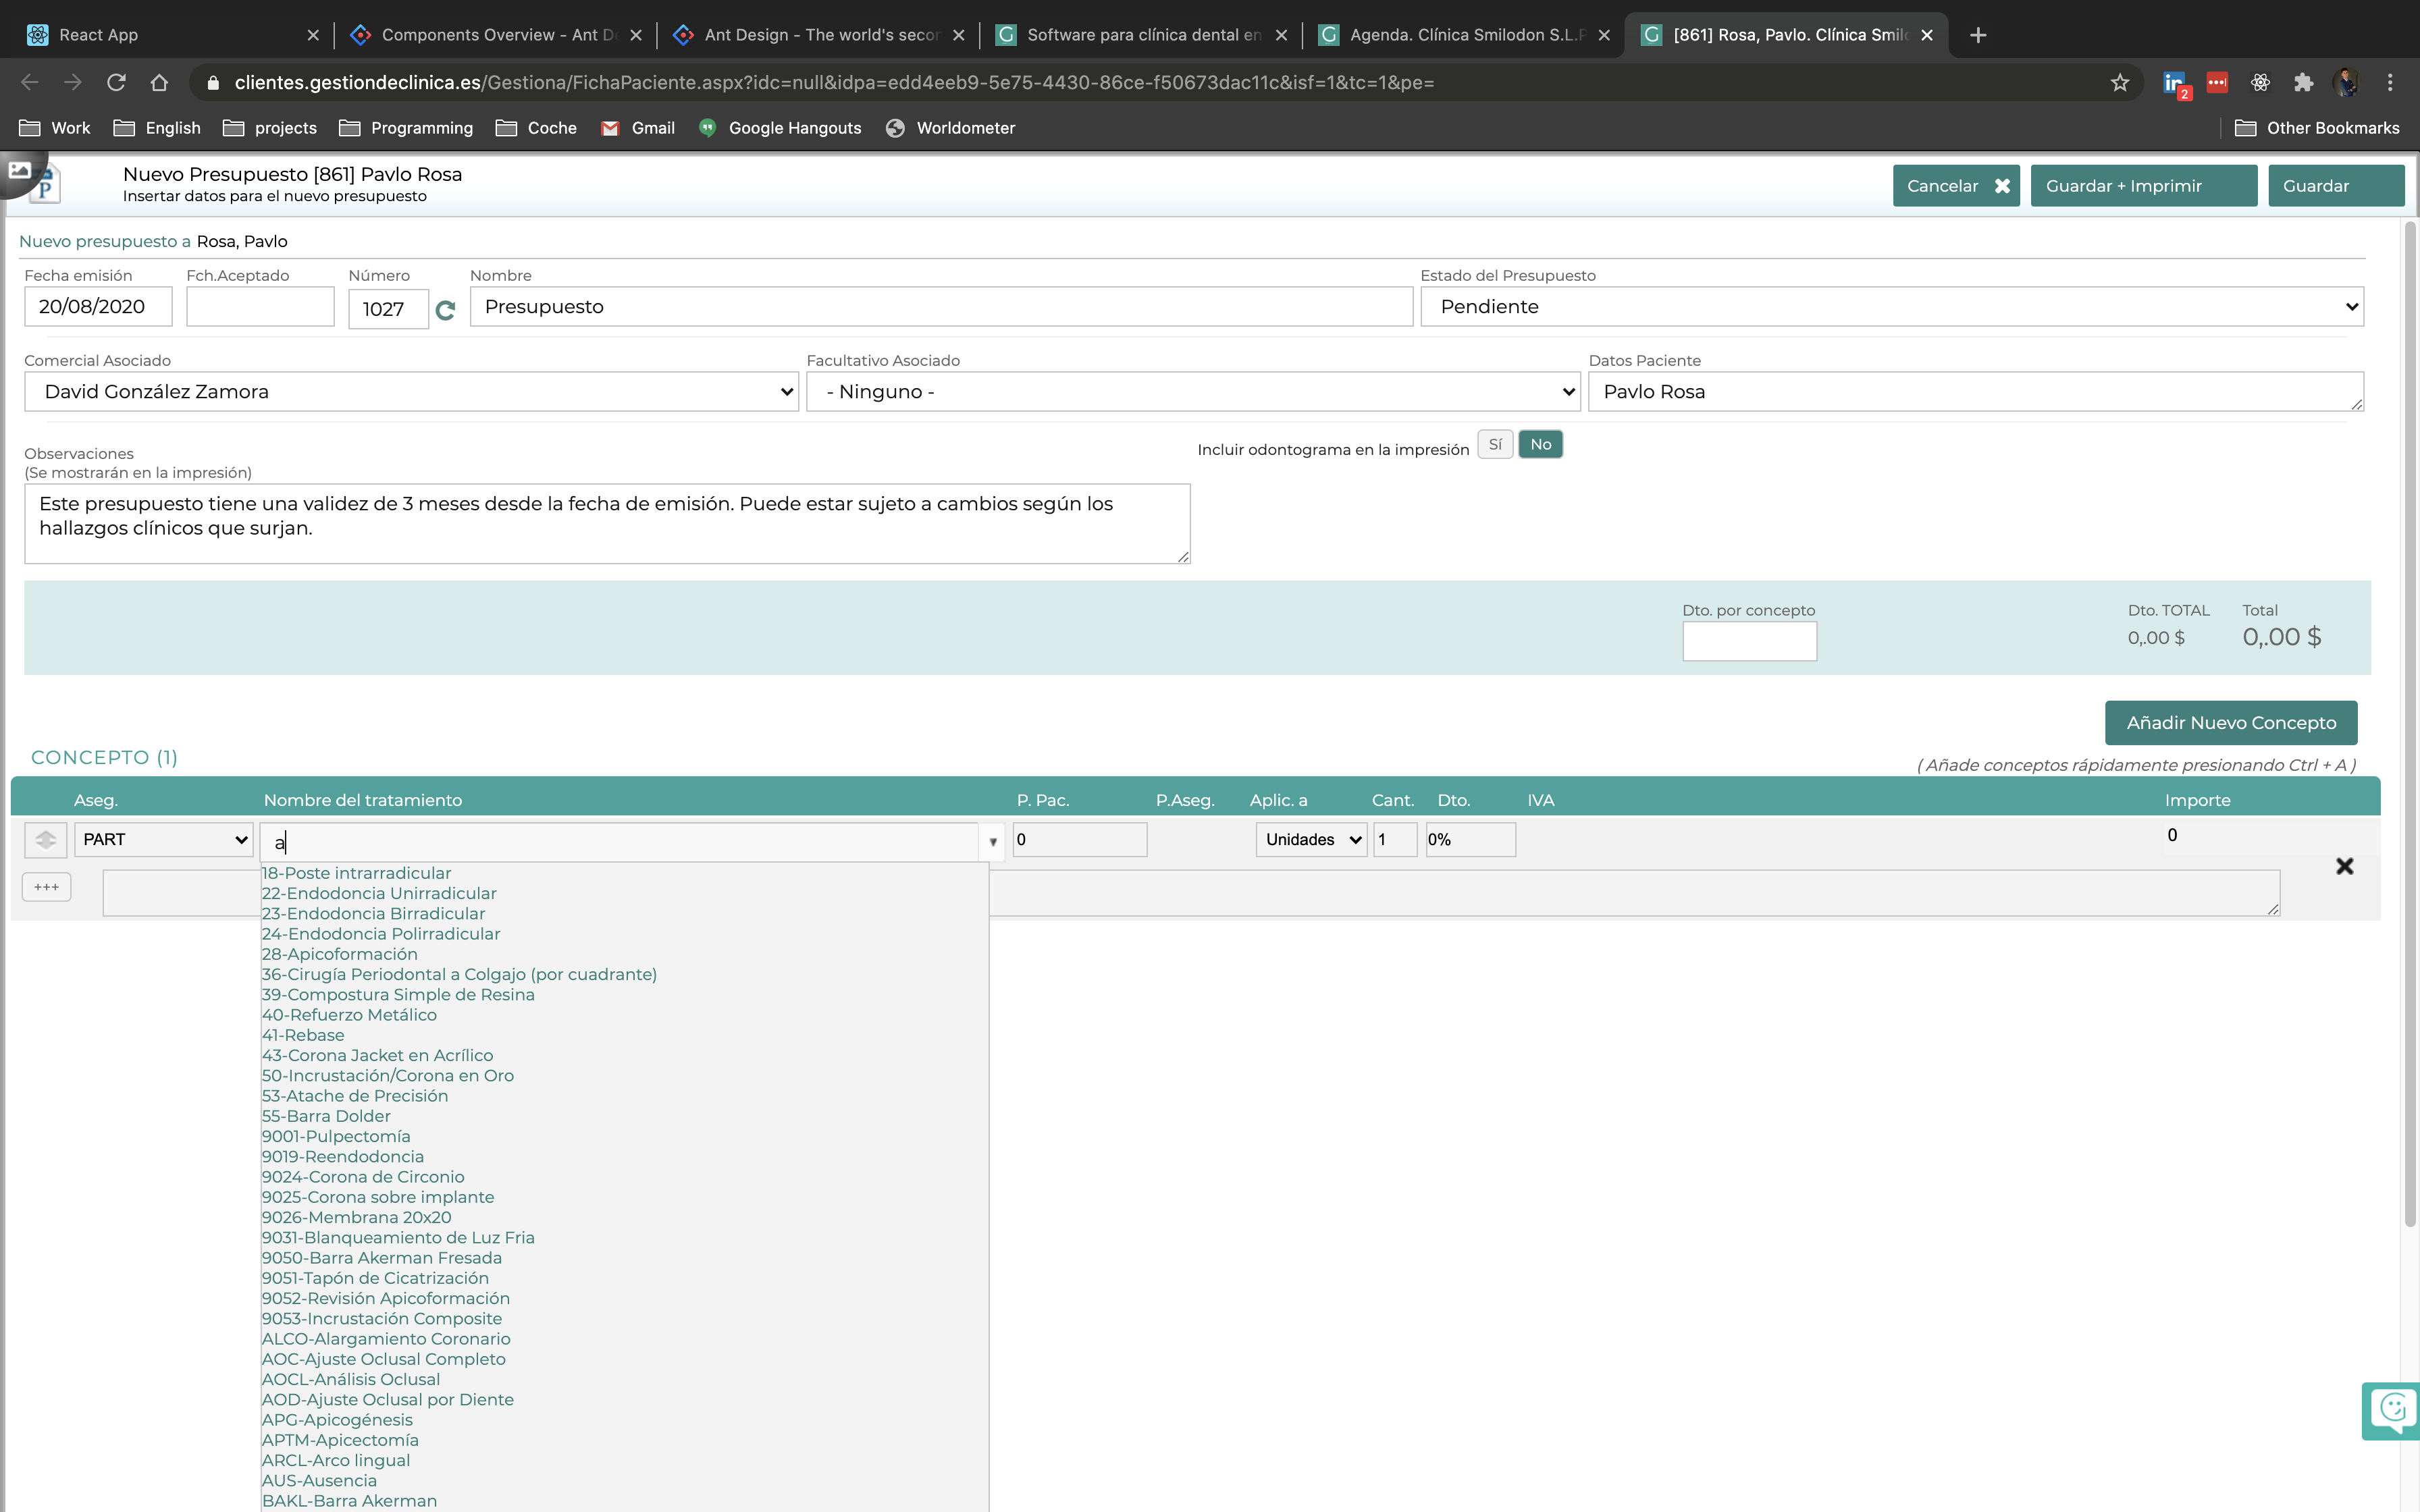 React App
Components Overview - Ant De
Ant Design - The world's secon
Software para clínica dental en
Agenda. Clínica Smilodon S.L.P
[861] Rosa, Pavlo. Clínica Smilo
clientes.gestiondeclinica.es/Gestiona/FichaPaciente.aspx?idc=null&idpa=edd4eeb9-5e75-4430-86ce-f50673dac11c&isf=1&tc=1&pe=
in 2
Work English projects Programming Coche Gmail Google Hangouts Worldometer Other Bookmarks
P
Nuevo Presupuesto [861] Pavlo Rosa
Insertar datos para el nuevo presupuesto
Cancelar Guardar + Imprimir Guardar
Nuevo presupuesto a Rosa, Pavlo
Fecha emisión Fch.Aceptado Número Nombre Estado del Presupuesto
20/08/2020 1027 Presupuesto Pendiente
Comercial Asociado Facultativo Asociado Datos Paciente
David González Zamora - Ninguno - Pavlo Rosa
Incluir odontograma en la impresión Sí No
Observaciones
(Se mostrarán en la impresión)
Este presupuesto tiene una validez de 3 meses desde la fecha de emisión. Puede estar sujeto a cambios según los
hallazgos clínicos que surjan.
Dto. por concepto Dto. TOTAL Total
0,.00 $ 0,.00 $
Añadir Nuevo Concepto
CONCEPTO (1)
( Añade conceptos rápidamente presionando Ctrl + A )
Aseg. Nombre del tratamiento P. Pac. P.Aseg. Aplic. a Cant. Dto. IVA Importe
PART a 0 Unidades 1 0% 0
+++
18-Poste intrarradicular
22-Endodoncia Unirradicular
23-Endodoncia Birradicular
24-Endodoncia Polirradicular
28-Apicoformación
36-Cirugía Periodontal a Colgajo (por cuadrante)
39-Compostura Simple de Resina
40-Refuerzo Metálico
41-Rebase
43-Corona Jacket en Acrílico
50-Incrustación/Corona en Oro
53-Atache de Precisión
55-Barra Dolder
9001-Pulpectomía
9019-Reendodoncia
9024-Corona de Circonio
9025-Corona sobre implante
9026-Membrana 20x20
9031-Blanqueamiento de Luz Fria
9050-Barra Akerman Fresada
9051-Tapón de Cicatrización
9052-Revisión Apicoformación
9053-Incrustación Composite
ALCO-Alargamiento Coronario
AOC-Ajuste Oclusal Completo
AOCL-Análisis Oclusal
AOD-Ajuste Oclusal por Diente
APG-Apicogénesis
APTM-Apicectomía
ARCL-Arco lingual
AUS-Ausencia
BAKL-Barra Akerman